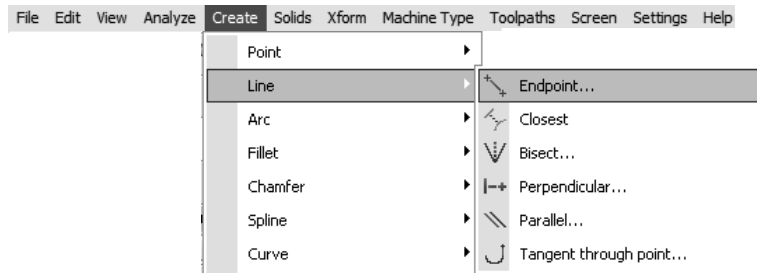 File Edit View Analyze Create Solids Xform Machine Type Toolpaths Screen Settings Help
Point
Line
Arc
Fillet
Chamfer
Spline
Curve
Endpoint...
Closest
Bisect...
Perpendicular...
Parallel...
Tangent through point...